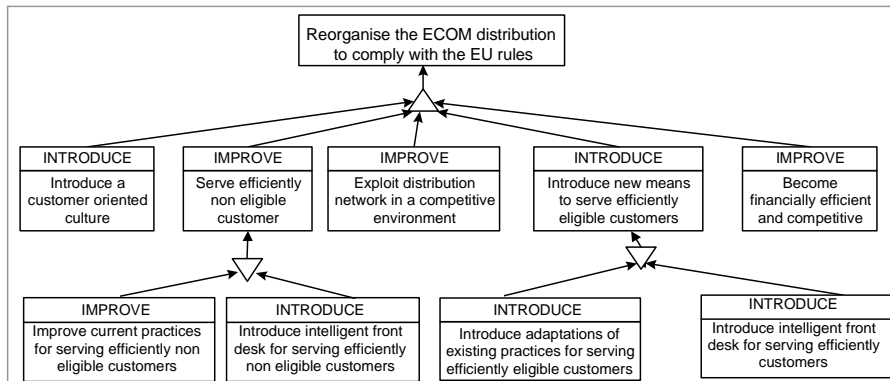 Reorganise the ECOM distribution
to comply with the EU rules
INTRODUCE
Introduce a
customer oriented
culture
IMPROVE
Serve efficiently
non eligible
customer
IMPROVE
Exploit distribution
network in a competitive
environment
INTRODUCE
Introduce new means
to serve efficiently
eligible customers
IMPROVE
Become
financially efficient
and competitive
IMPROVE
Improve current practices
for serving efficiently non
eligible customers
INTRODUCE
Introduce intelligent front
desk for serving efficiently
non eligible customers
INTRODUCE
Introduce adaptations of
existing practices for serving
efficiently eligible customers
INTRODUCE
Introduce intelligent front
desk for serving efficiently
customers